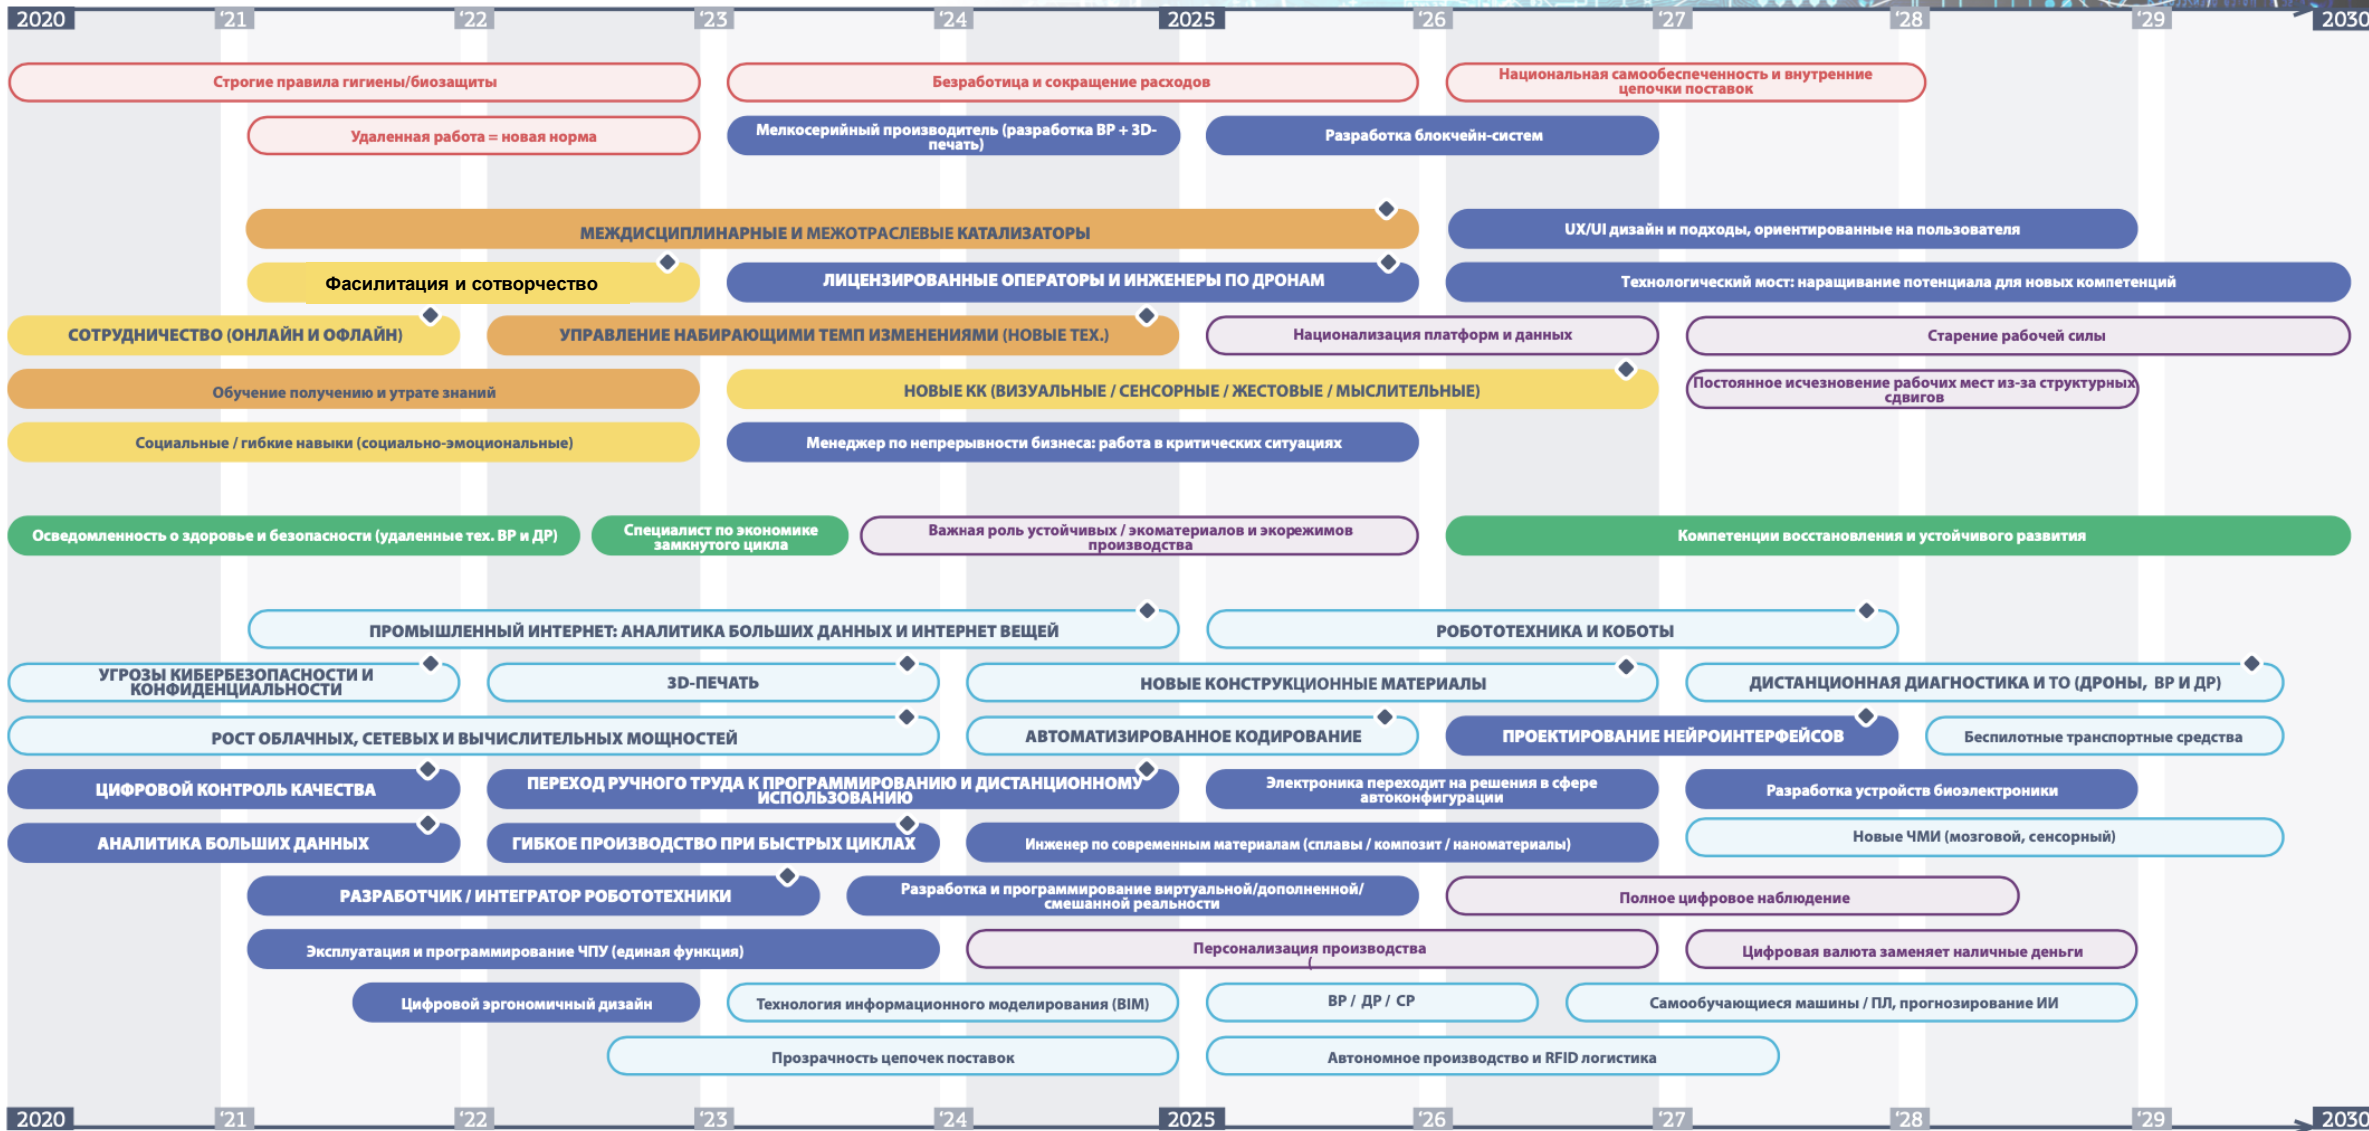 2020 ‘21 ‘22 ‘23 ‘24 2025 ‘26 ‘27 ‘28 ‘29 2030
Строгие правила гигиены/биозащиты
Безработица и сокращение расходов
Национальная самообеспеченность и внутренние
цепочки поставок
Удаленная работа = новая норма
Мелкосерийный производитель (разработка ВР + 3D-
печать)
Разработка блокчейн-систем
МЕЖДИСЦИПЛИНАРНЫЕ И МЕЖОТРАСЛЕВЫЕ КАТАЛИЗАТОРЫ
UX/UI дизайн и подходы, ориентированные на пользователя
Фасилитация и сотворчество
ЛИЦЕНЗИРОВАННЫЕ ОПЕРАТОРЫ И ИНЖЕНЕРЫ ПО ДРОНАМ
Технологический мост: наращивание потенциала для новых компетенций
СОТРУДНИЧЕСТВО (ОНЛАЙН И ОФЛАЙН)
УПРАВЛЕНИЕ НАБИРАЮЩИМИ ТЕМП ИЗМЕНЕНИЯМИ (НОВЫЕ ТЕХ.)
Национализация платформ и данных
Старение рабочей силы
Обучение получению и утрате знаний
НОВЫЕ КК (ВИЗУАЛЬНЫЕ / СЕНСОРНЫЕ / ЖЕСТОВЫЕ / МЫСЛИТЕЛЬНЫЕ)
Постоянное исчезновение рабочих мест из-за структурных
сдвигов
Социальные / гибкие навыки (социально-эмоциональные)
Менеджер по непрерывности бизнеса: работа в критических ситуациях
Осведомленность о здоровье и безопасности (удаленные тех. ВР и ДР)
Специалист по экономике
замкнутого цикла
Важная роль устойчивых / экоматериалов и экорежимов
производства
Компетенции восстановления и устойчивого развития
ПРОМЫШЛЕННЫЙ ИНТЕРНЕТ: АНАЛИТИКА БОЛЬШИХ ДАННЫХ И ИНТЕРНЕТ ВЕЩЕЙ
РОБОТОТЕХНИКА И КОБОТЫ
УГРОЗЫ КИБЕРБЕЗОПАСНОСТИ И
КОНФИДЕНЦИАЛЬНОСТИ
3D-ПЕЧАТЬ
НОВЫЕ КОНСТРУКЦИОННЫЕ МАТЕРИАЛЫ
ДИСТАНЦИОННАЯ ДИАГНОСТИКА И ТО (ДРОНЫ, ВР И ДР)
РОСТ ОБЛАЧНЫХ, СЕТЕВЫХ И ВЫЧИСЛИТЕЛЬНЫХ МОЩНОСТЕЙ
АВТОМАТИЗИРОВАННОЕ КОДИРОВАНИЕ
ПРОЕКТИРОВАНИЕ НЕЙРОИНТЕРФЕЙСОВ
Беспилотные транспортные средства
ЦИФРОВОЙ КОНТРОЛЬ КАЧЕСТВА
ПЕРЕХОД РУЧНОГО ТРУДА К ПРОГРАММИРОВАНИЮ И ДИСТАНЦИОННОМУ
ИСПОЛЬЗОВАНИЮ
Электроника переходит на решения в сфере
автоконфигурации
Разработка устройств биоэлектроники
АНАЛИТИКА БОЛЬШИХ ДАННЫХ
ГИБКОЕ ПРОИЗВОДСТВО ПРИ БЫСТРЫХ ЦИКЛАХ
Инженер по современным материалам (сплавы / композит / наноматериалы)
Новые ЧМИ (мозговой, сенсорный)
РАЗРАБОТЧИК / ИНТЕГРАТОР РОБОТОТЕХНИКИ
Разработка и программирование виртуальной/дополненной/
смешанной реальности
Полное цифровое наблюдение
Эксплуатация и программирование ЧПУ (единая функция)
Персонализация производства
(
Цифровая валюта заменяет наличные деньги
Цифровой эргономичный дизайн
Технология информационного моделирования (BIM)
ВР / ДР / СР
Самообучающиеся машины / ПЛ, прогнозирование ИИ
Прозрачность цепочек поставок
Автономное производство и RFID логистика
2020 ‘21 ‘22 ‘23 ‘24 2025 ‘26 ‘27 ‘28 ‘29 2030